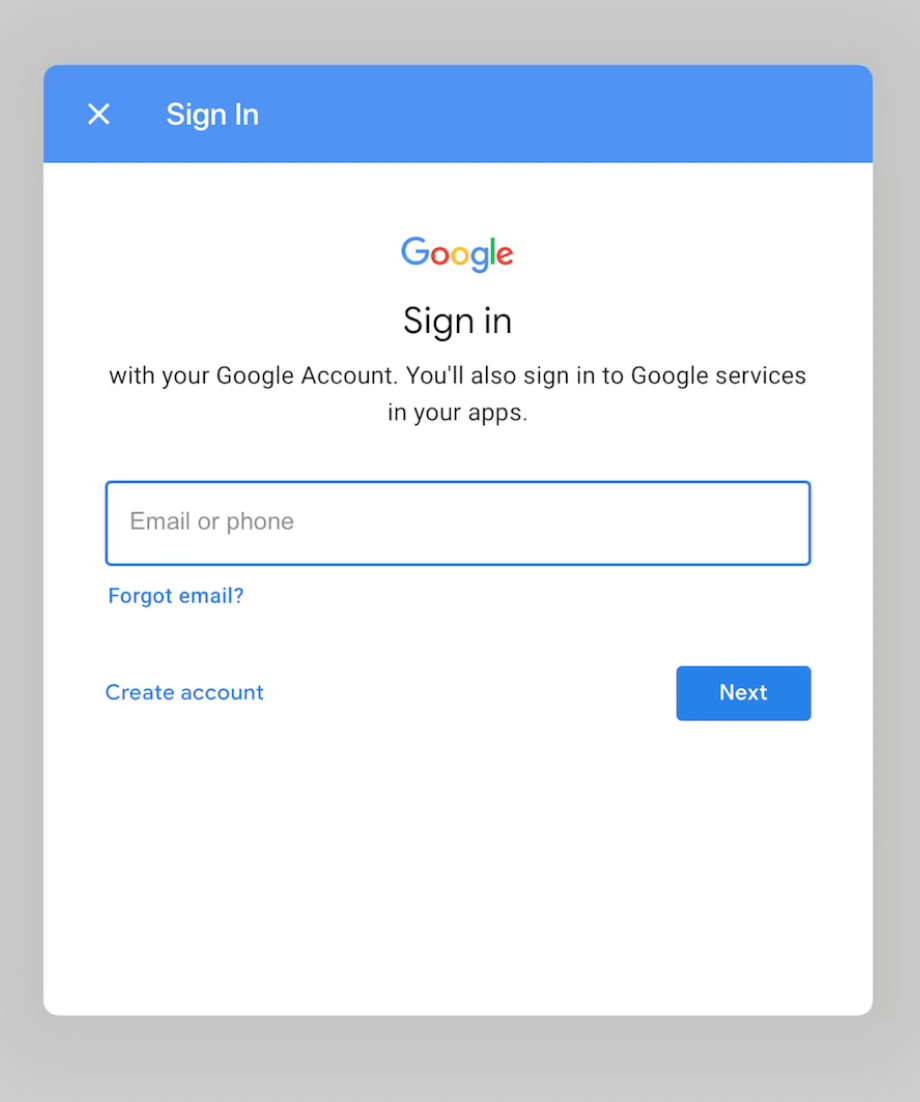 Sign In
Google
Sign in
with your Google Account. You'll also sign in to Google services
in your apps.
Email or phone
Forgot email?
Create account
Next